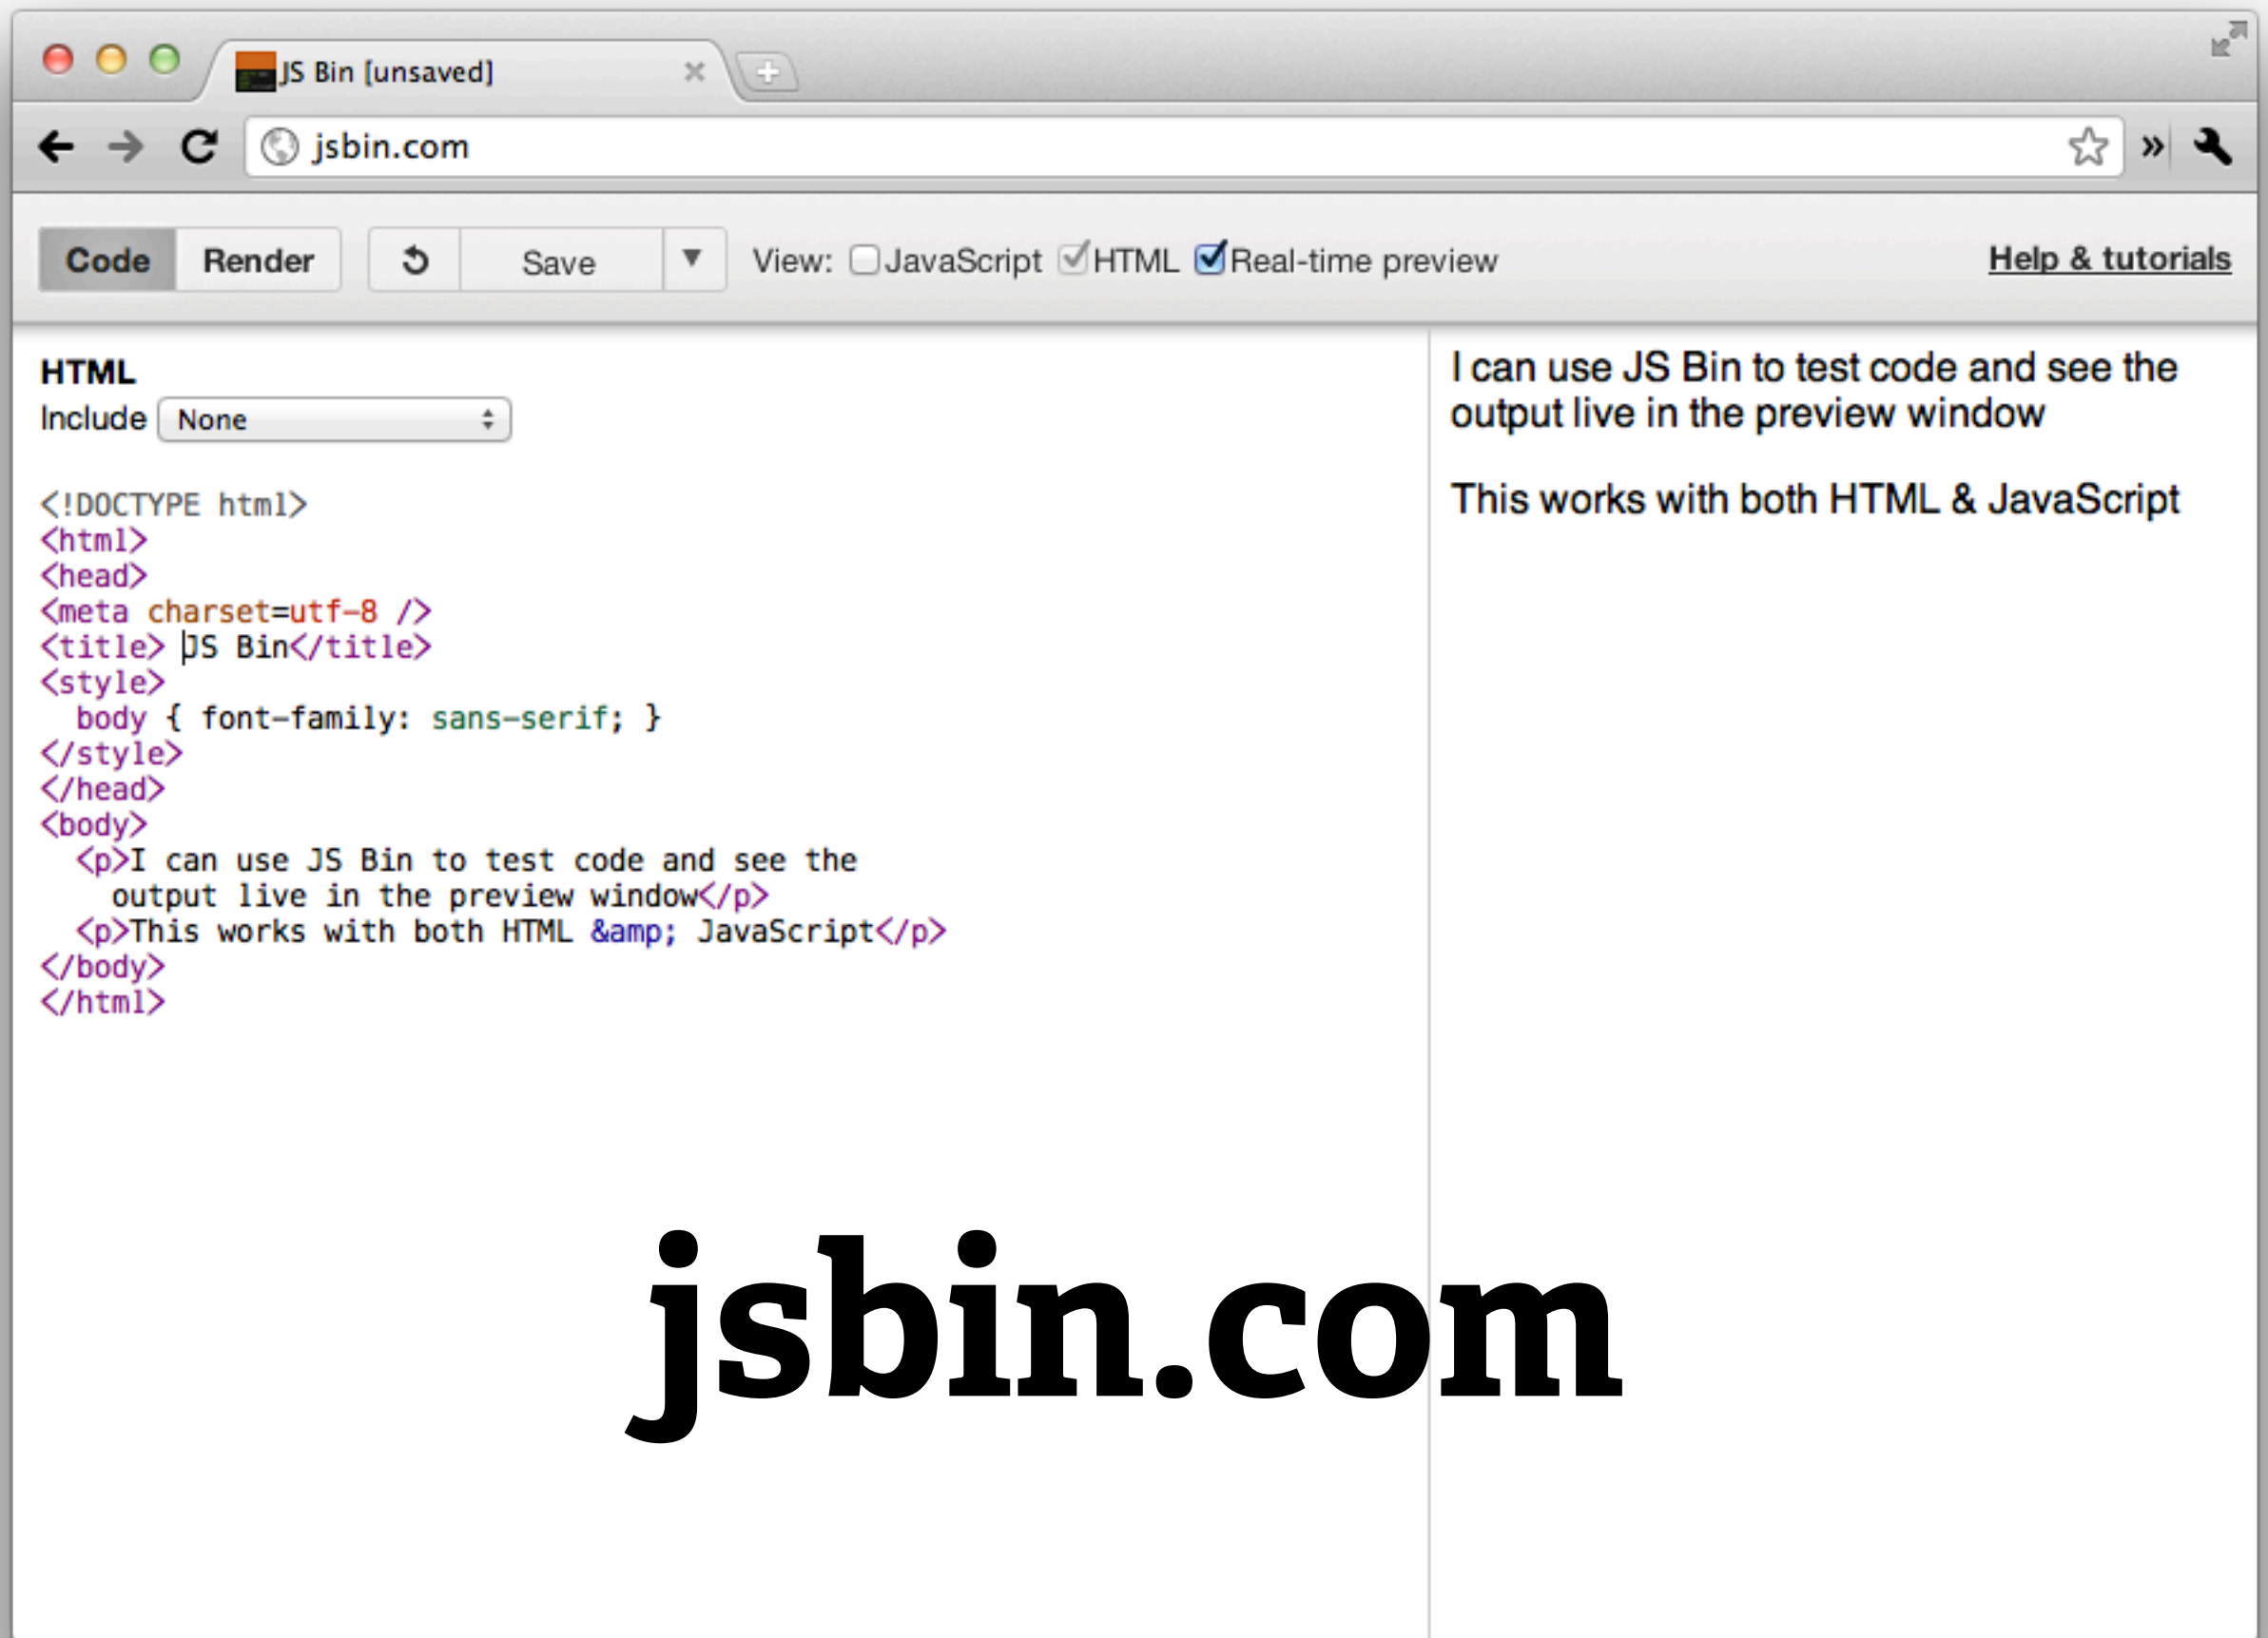 JS Bin [unsaved]
jsbin.com
Code Render Save View: JavaScript HTML Real-time preview Help & tutorials
HTML
Include None
<!DOCTYPE html>
<html>
<head>
<meta charset=utf-8 />
<title> JS Bin</title>
<style>
  body { font-family: sans-serif; }
</style>
</head>
<body>
  <p>I can use JS Bin to test code and see the
    output live in the preview window</p>
  <p>This works with both HTML &amp; JavaScript</p>
</body>
</html>
I can use JS Bin to test code and see the
output live in the preview window
This works with both HTML & JavaScript
jsbin.com